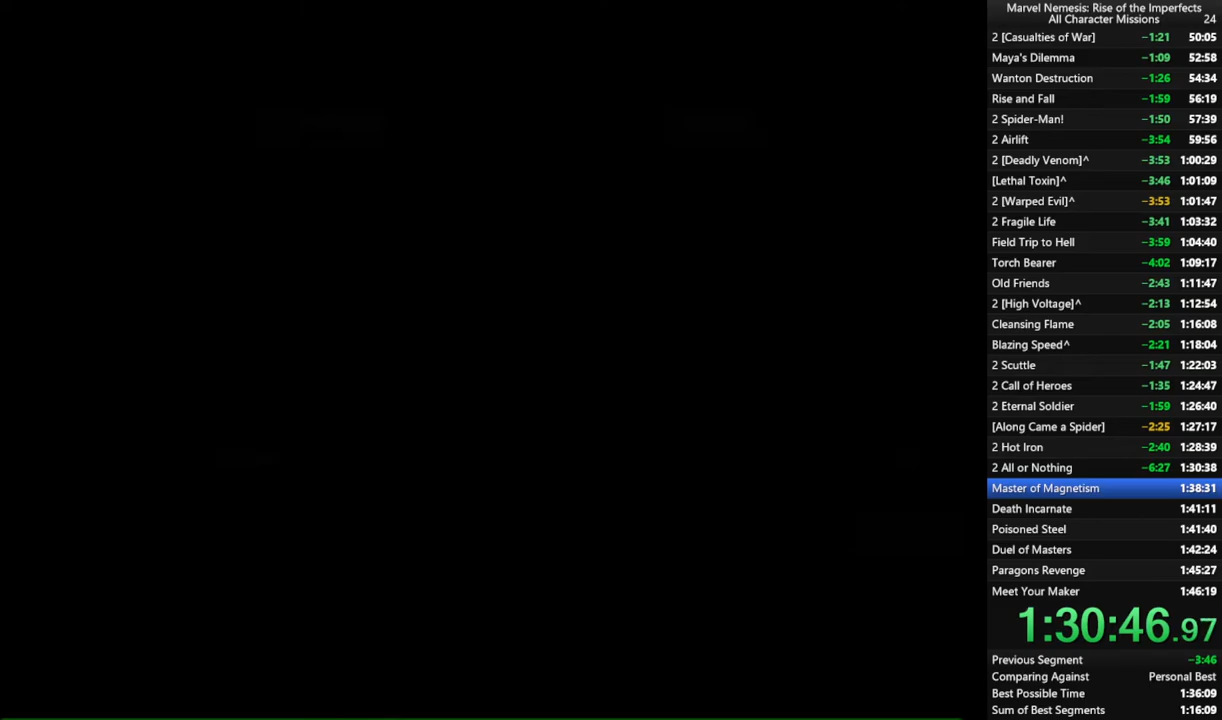 Marvel Nemesis: Rise of the Imperfects
All Character Missions 24
2 [Casualties of War] −1:21 50:05
Maya's Dilemma −1:09 52:58
Wanton Destruction −1:26 54:34
Rise and Fall −1:59 56:19
2 Spider-Man! −1:50 57:39
2 Airlift −3:54 59:56
2 [Deadly Venom]^ −3:53 1:00:29
[Lethal Toxin]^ −3:46 1:01:09
2 [Warped Evil]^ −3:53 1:01:47
2 Fragile Life −3:41 1:03:32
Field Trip to Hell −3:59 1:04:40
Torch Bearer −4:02 1:09:17
Old Friends −2:43 1:11:47
2 [High Voltage]^ −2:13 1:12:54
Cleansing Flame −2:05 1:16:08
Blazing Speed^ −2:21 1:18:04
2 Scuttle −1:47 1:22:03
2 Call of Heroes −1:35 1:24:47
2 Eternal Soldier −1:59 1:26:40
[Along Came a Spider] −2:25 1:27:17
2 Hot Iron −2:40 1:28:39
2 All or Nothing −6:27 1:30:38
Master of Magnetism 1:38:31
Death Incarnate 1:41:11
Poisoned Steel 1:41:40
Duel of Masters 1:42:24
Paragons Revenge 1:45:27
Meet Your Maker 1:46:19
1:30:46.97
Previous Segment −3:46
Comparing Against Personal Best
Best Possible Time 1:36:09
Sum of Best Segments 1:16:09